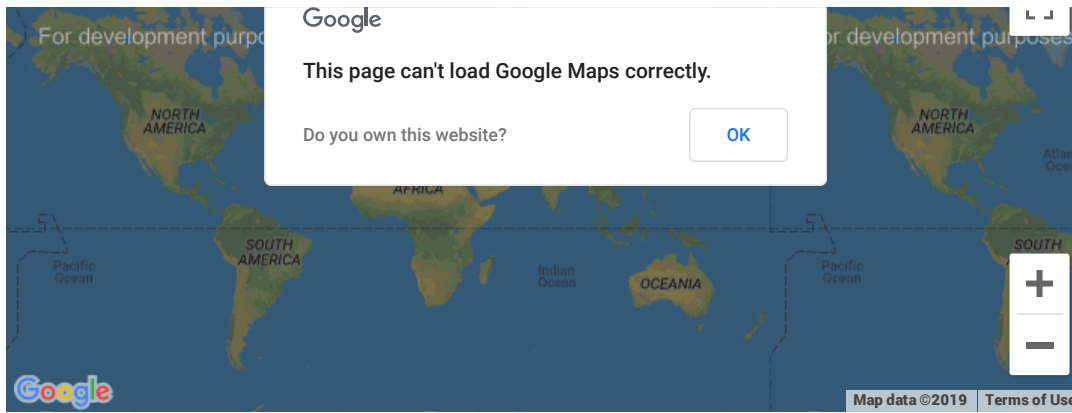 Google
For development purpo
or development purposes
This page can't load Google Maps correctly.
Do you own this website?
OK
NORTH
AMERICA
NORTH
AMERICA
Atlan
Ocea
AFRICA
SOUTH
AMERICA
SOUTH
Pacific
Ocean
Indian
Ocean
OCEANIA
Pacific
Ocean
Google
Map data ©2019
Terms of Use